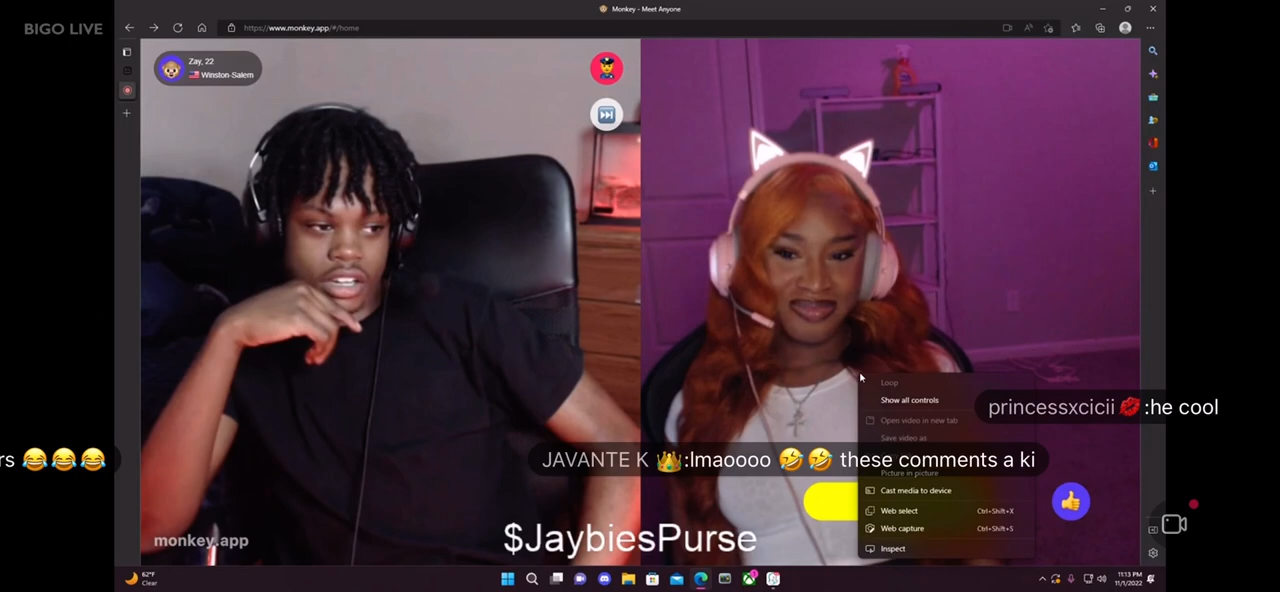 BIGO LIVE
Monkey - Meet Anyone
https://www.monkey.app/#/home
Zay, 22
Winston-Salem
Loop
Show all controls
Open video in new tab
Save video as
princessxcicii💋:he cool
rs 😂😂😂
JAVANTE K 👑:lmaoooo 🤣🤣 these comments a ki
Picture in picture
Cast media to device
Web select Ctrl+Shift+X
Web capture Ctrl+Shift+S
Inspect
$JaybiesPurse
monkey.app
62°F
Clear
11:13 PM
11/1/2022